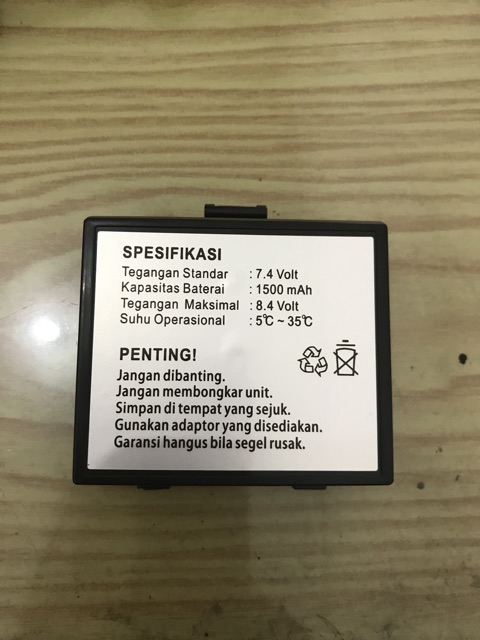 SPESIFIKASI
Tegangan Standar : 7.4 Volt
Kapasitas Baterai : 1500 mAh
Tegangan Maksimal : 8.4 Volt
Suhu Operasional : 5℃ ~ 35℃
PENTING!
Jangan dibanting.
Jangan membongkar unit.
Simpan di tempat yang sejuk.
Gunakan adaptor yang disediakan.
Garansi hangus bila segel rusak.